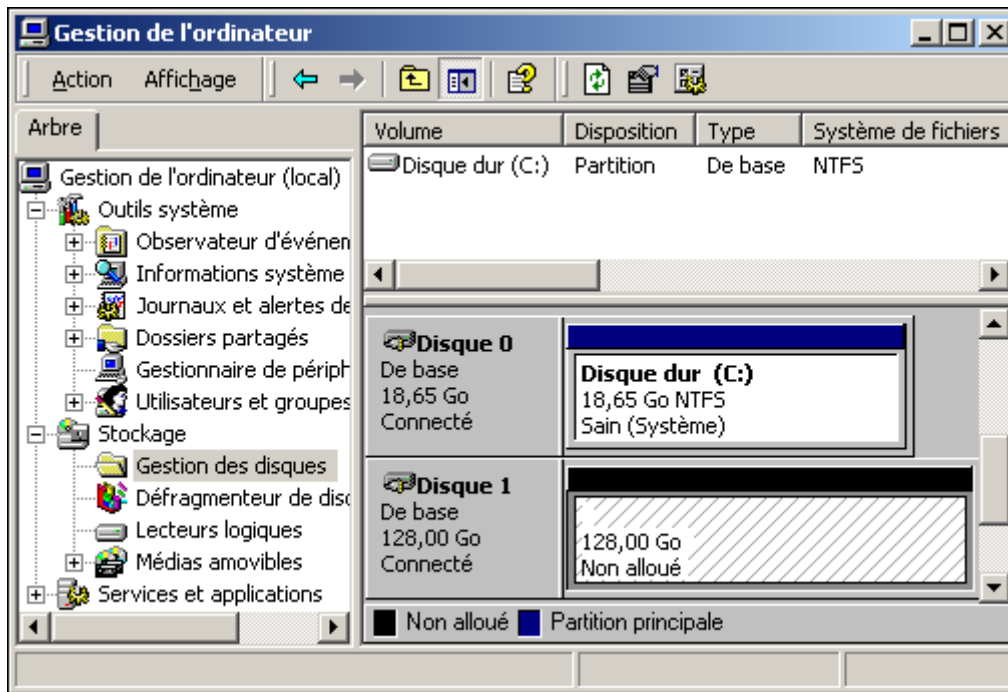 Gestion de l'ordinateur
Action Affichage
Arbre
Gestion de l'ordinateur (local)
Outils système
Observateur d'événen
Informations système
Journaux et alertes de
Dossiers partagés
Gestionnaire de périph
Utilisateurs et groupes
Stockage
Gestion des disques
Défragmenteur de disc
Lecteurs logiques
Médias amovibles
Services et applications
Volume Disposition Type Système de fichiers
Disque dur (C:) Partition De base NTFS
Disque 0
De base
18,65 Go
Connecté
Disque dur (C:)
18,65 Go NTFS
Sain (Système)
Disque 1
De base
128,00 Go
Connecté
128,00 Go
Non alloué
Non alloué Partition principale